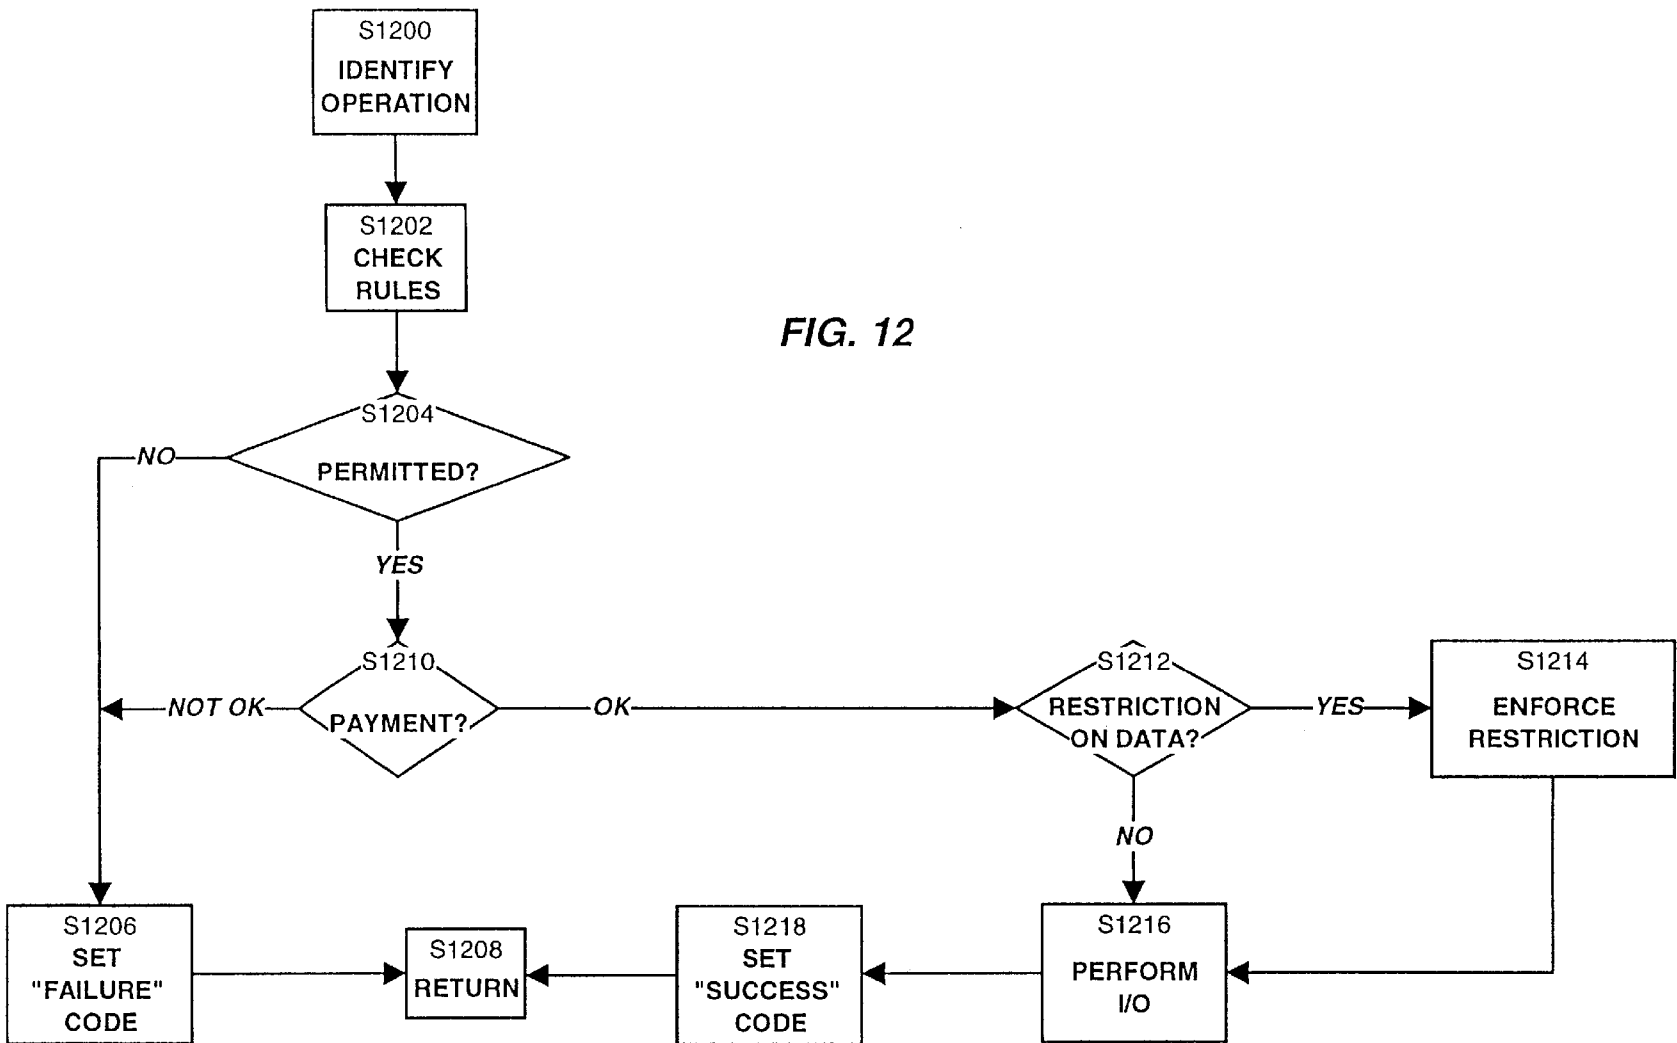 S1200
IDENTIFY
OPERATION
S1202
CHECK
RULES
FIG. 12
S1204
PERMITTED?
NO
YES
S1210
PAYMENT?
NOT OK
OK
S1212
RESTRICTION
ON DATA?
YES
S1214
ENFORCE
RESTRICTION
NO
S1206
SET
"FAILURE"
CODE
S1208
RETURN
S1218
SET
"SUCCESS"
CODE
S1216
PERFORM
I/O